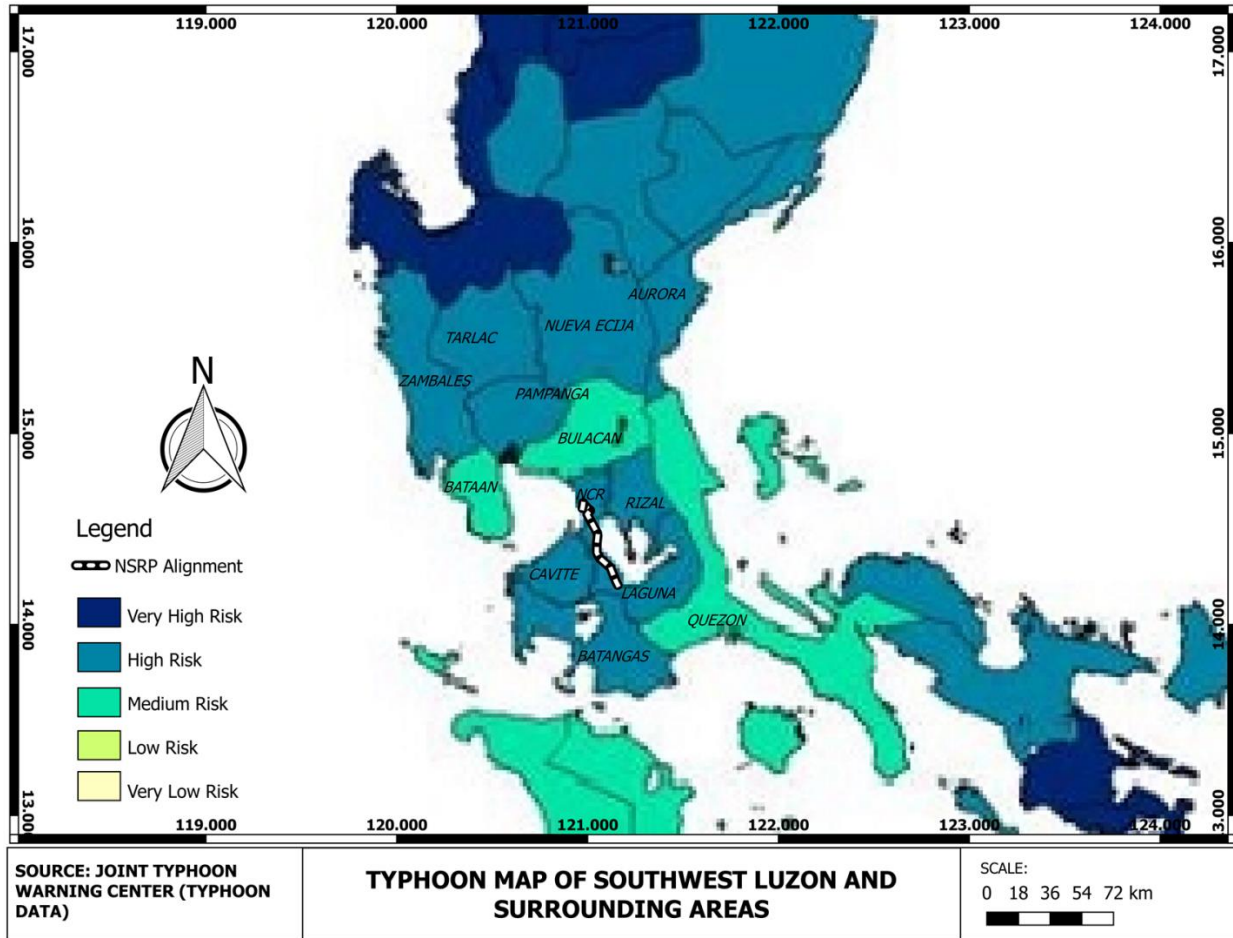 119.000 120.000 121.000 122.000 123.000 124.000
17.000 17.000
16.000 16.000
15.000 15.000
14.000 14.000
13.000 3.000
AURORA
NUEVA ECIJA
TARLAC
ZAMBALES
PAMPANGA
BULACAN
BATAAN
NCR
RIZAL
CAVITE
LAGUNA
QUEZON
BATANGAS
N
Legend
NSRP Alignment
Very High Risk
High Risk
Medium Risk
Low Risk
Very Low Risk
119.000 120.000 121.000 122.000 123.000 124.000
SOURCE: JOINT TYPHOON
WARNING CENTER (TYPHOON
DATA)
TYPHOON MAP OF SOUTHWEST LUZON AND
SURROUNDING AREAS
SCALE:
0 18 36 54 72 km